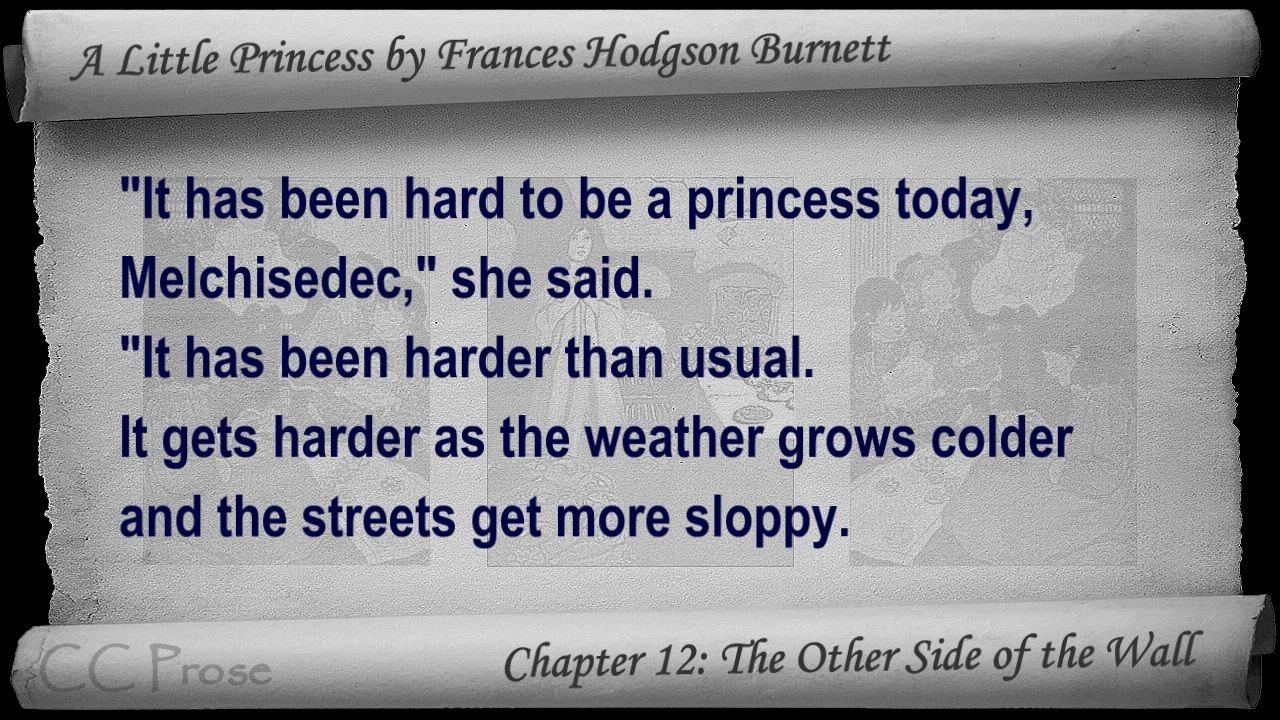 A Little Princess by Frances Hodgson Burnett
"It has been hard to be a princess today,
Melchisedec," she said.
"It has been harder than usual.
It gets harder as the weather grows colder
and the streets get more sloppy.
CC Prose
Chapter 12: The Other Side of the Wall